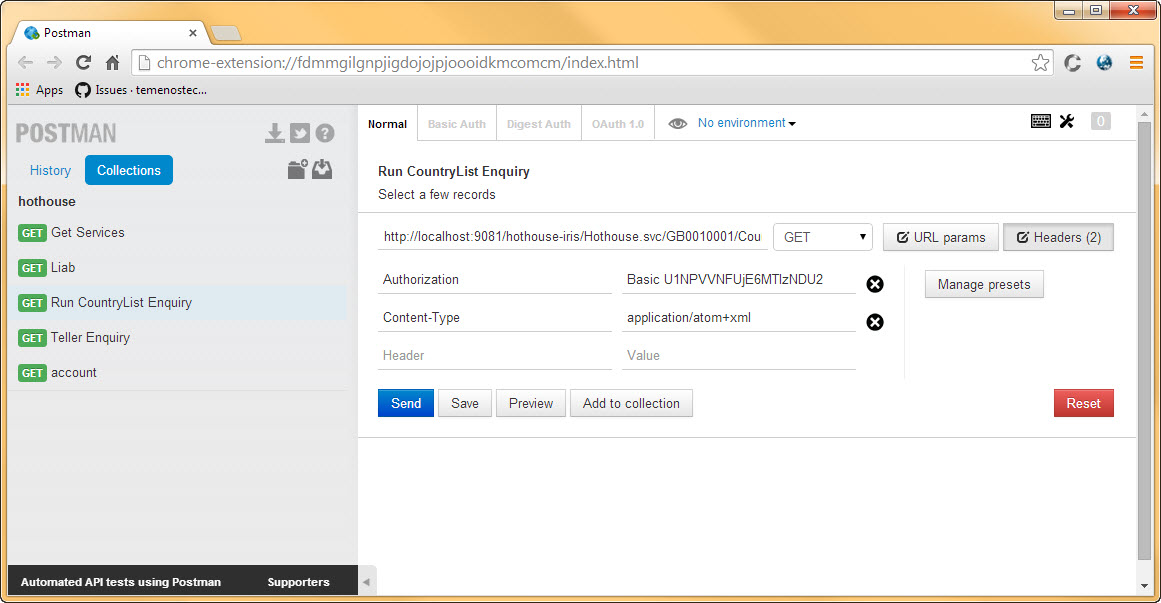 Postman
chrome-extension://fdmmgilgnpjigdojojpjoooidkmcomcm/index.html
Apps
Issues · temenostec...
POSTMAN
History
Collections
hothouse
GET Get Services
GET Liab
GET Run CountryList Enquiry
GET Teller Enquiry
GET account
Automated API tests using Postman
Supporters
Normal
Basic Auth
Digest Auth
OAuth 1.0
No environment
0
Run CountryList Enquiry
Select a few records
http://localhost:9081/hothouse-iris/Hothouse.svc/GB0010001/Cou
GET
URL params
Headers (2)
Authorization
Basic U1NPVVNFUjE6MTIzNDU2
Manage presets
Content-Type
application/atom+xml
Header
Value
Send
Save
Preview
Add to collection
Reset